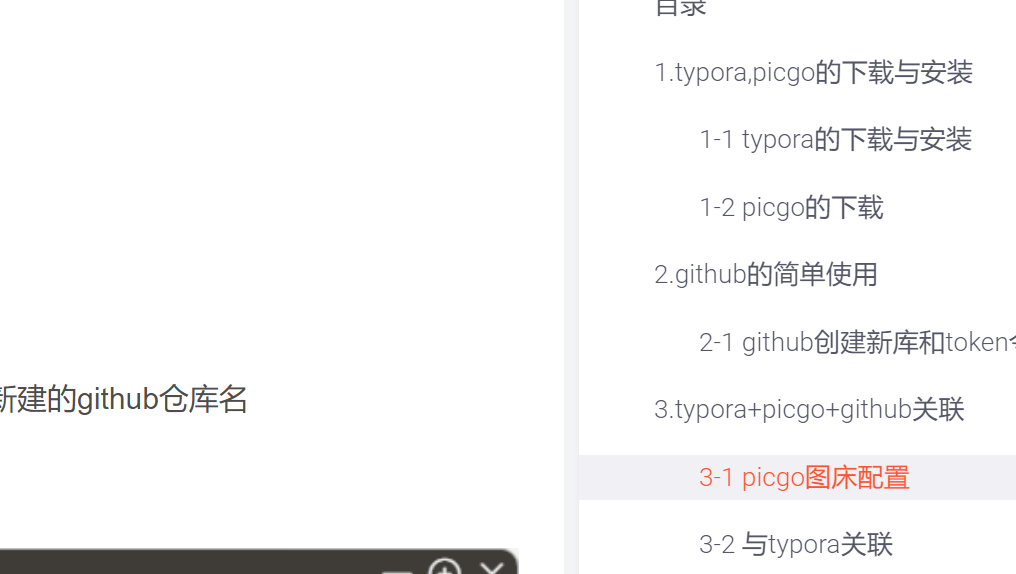 新建的github仓库名
目录
1.typora,picgo的下载与安装
1-1 typora的下载与安装
1-2 picgo的下载
2.github的简单使用
2-1 github创建新库和token令
3.typora+picgo+github关联
3-1 picgo图床配置
3-2 与typora关联